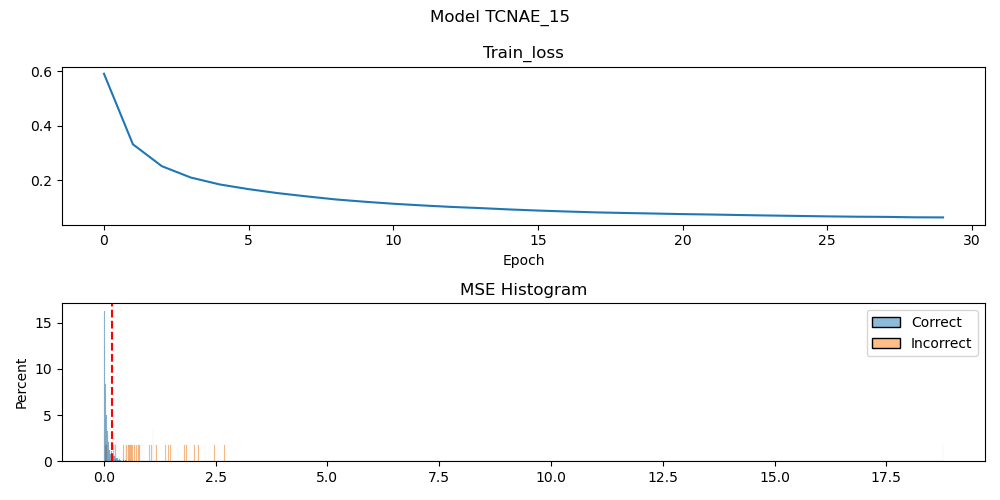 Model TCNAE_15
Train_loss
0.6
0.4
0.2
0 5 10 15 20 25 30
Epoch
MSE Histogram
15
10
5
0
Percent
Correct
Incorrect
0.0 2.5 5.0 7.5 10.0 12.5 15.0 17.5